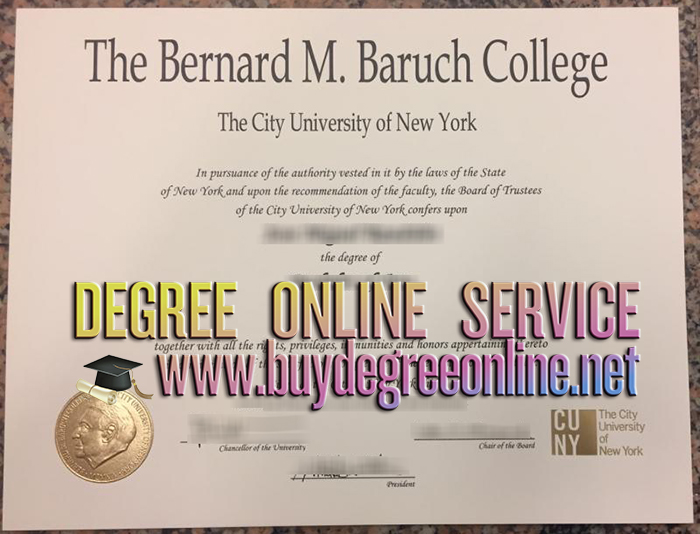 The Bernard M. Baruch College
The City University of New York
In pursuance of the authority vested in it by the laws of the State
of New York and upon the recommendation of the faculty, the Board of Trustees
of the City University of New York confers upon
the degree of
DEGREE ONLINE SERVICE
together with all the privileges, and honors appertaining
www.buydegreeonline.net
Chancellor of the University
Chair of the Board
President
CU
NY
The City
University
of
New York